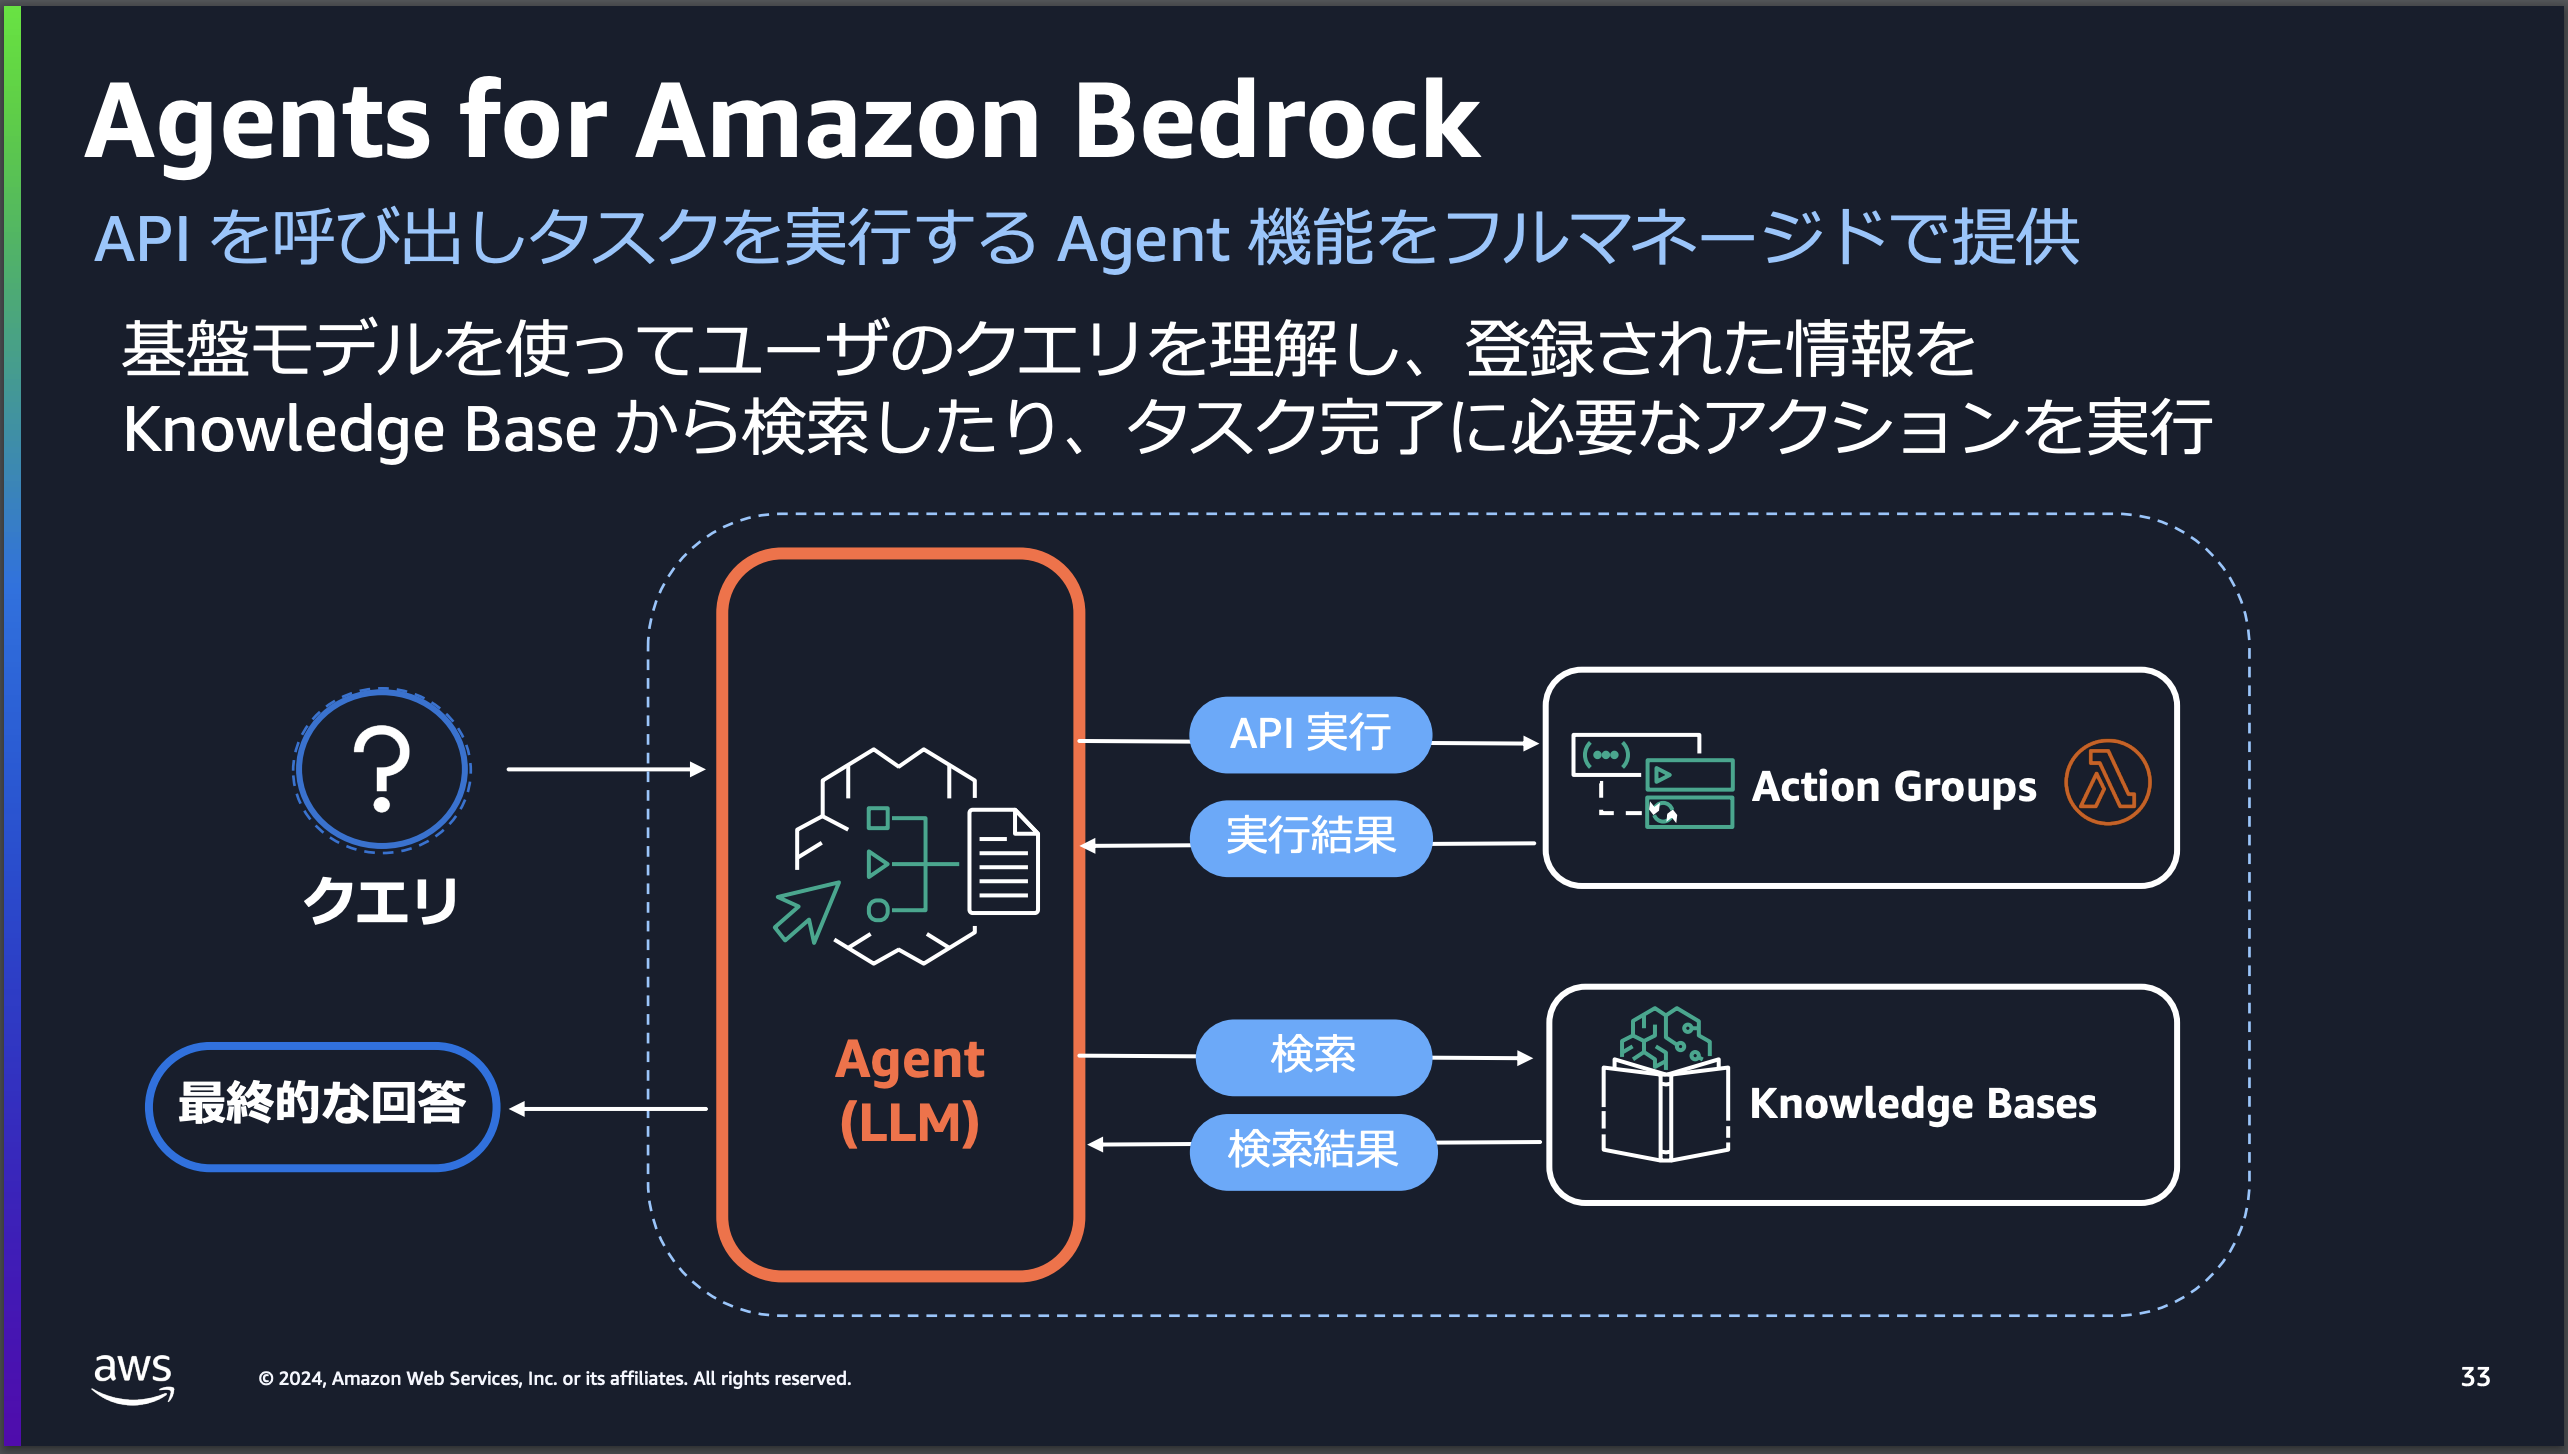 Agents for Amazon Bedrock
API を呼び出しタスクを実行する Agent 機能をフルマネージドで提供
基盤モデルを使ってユーザのクエリを理解し、登録された情報を
Knowledge Base から検索したり、タスク完了に必要なアクションを実行
?
クエリ
最終的な回答
Agent
(LLM)
API 実行
実行結果
Action Groups
検索
検索結果
Knowledge Bases
aws
© 2024, Amazon Web Services, Inc. or its affiliates. All rights reserved.
33